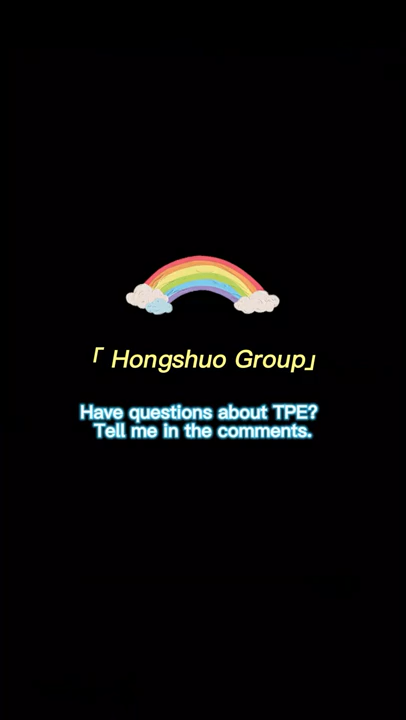 「 Hongshuo Group」
Have questions about TPE?
Tell me in the comments.